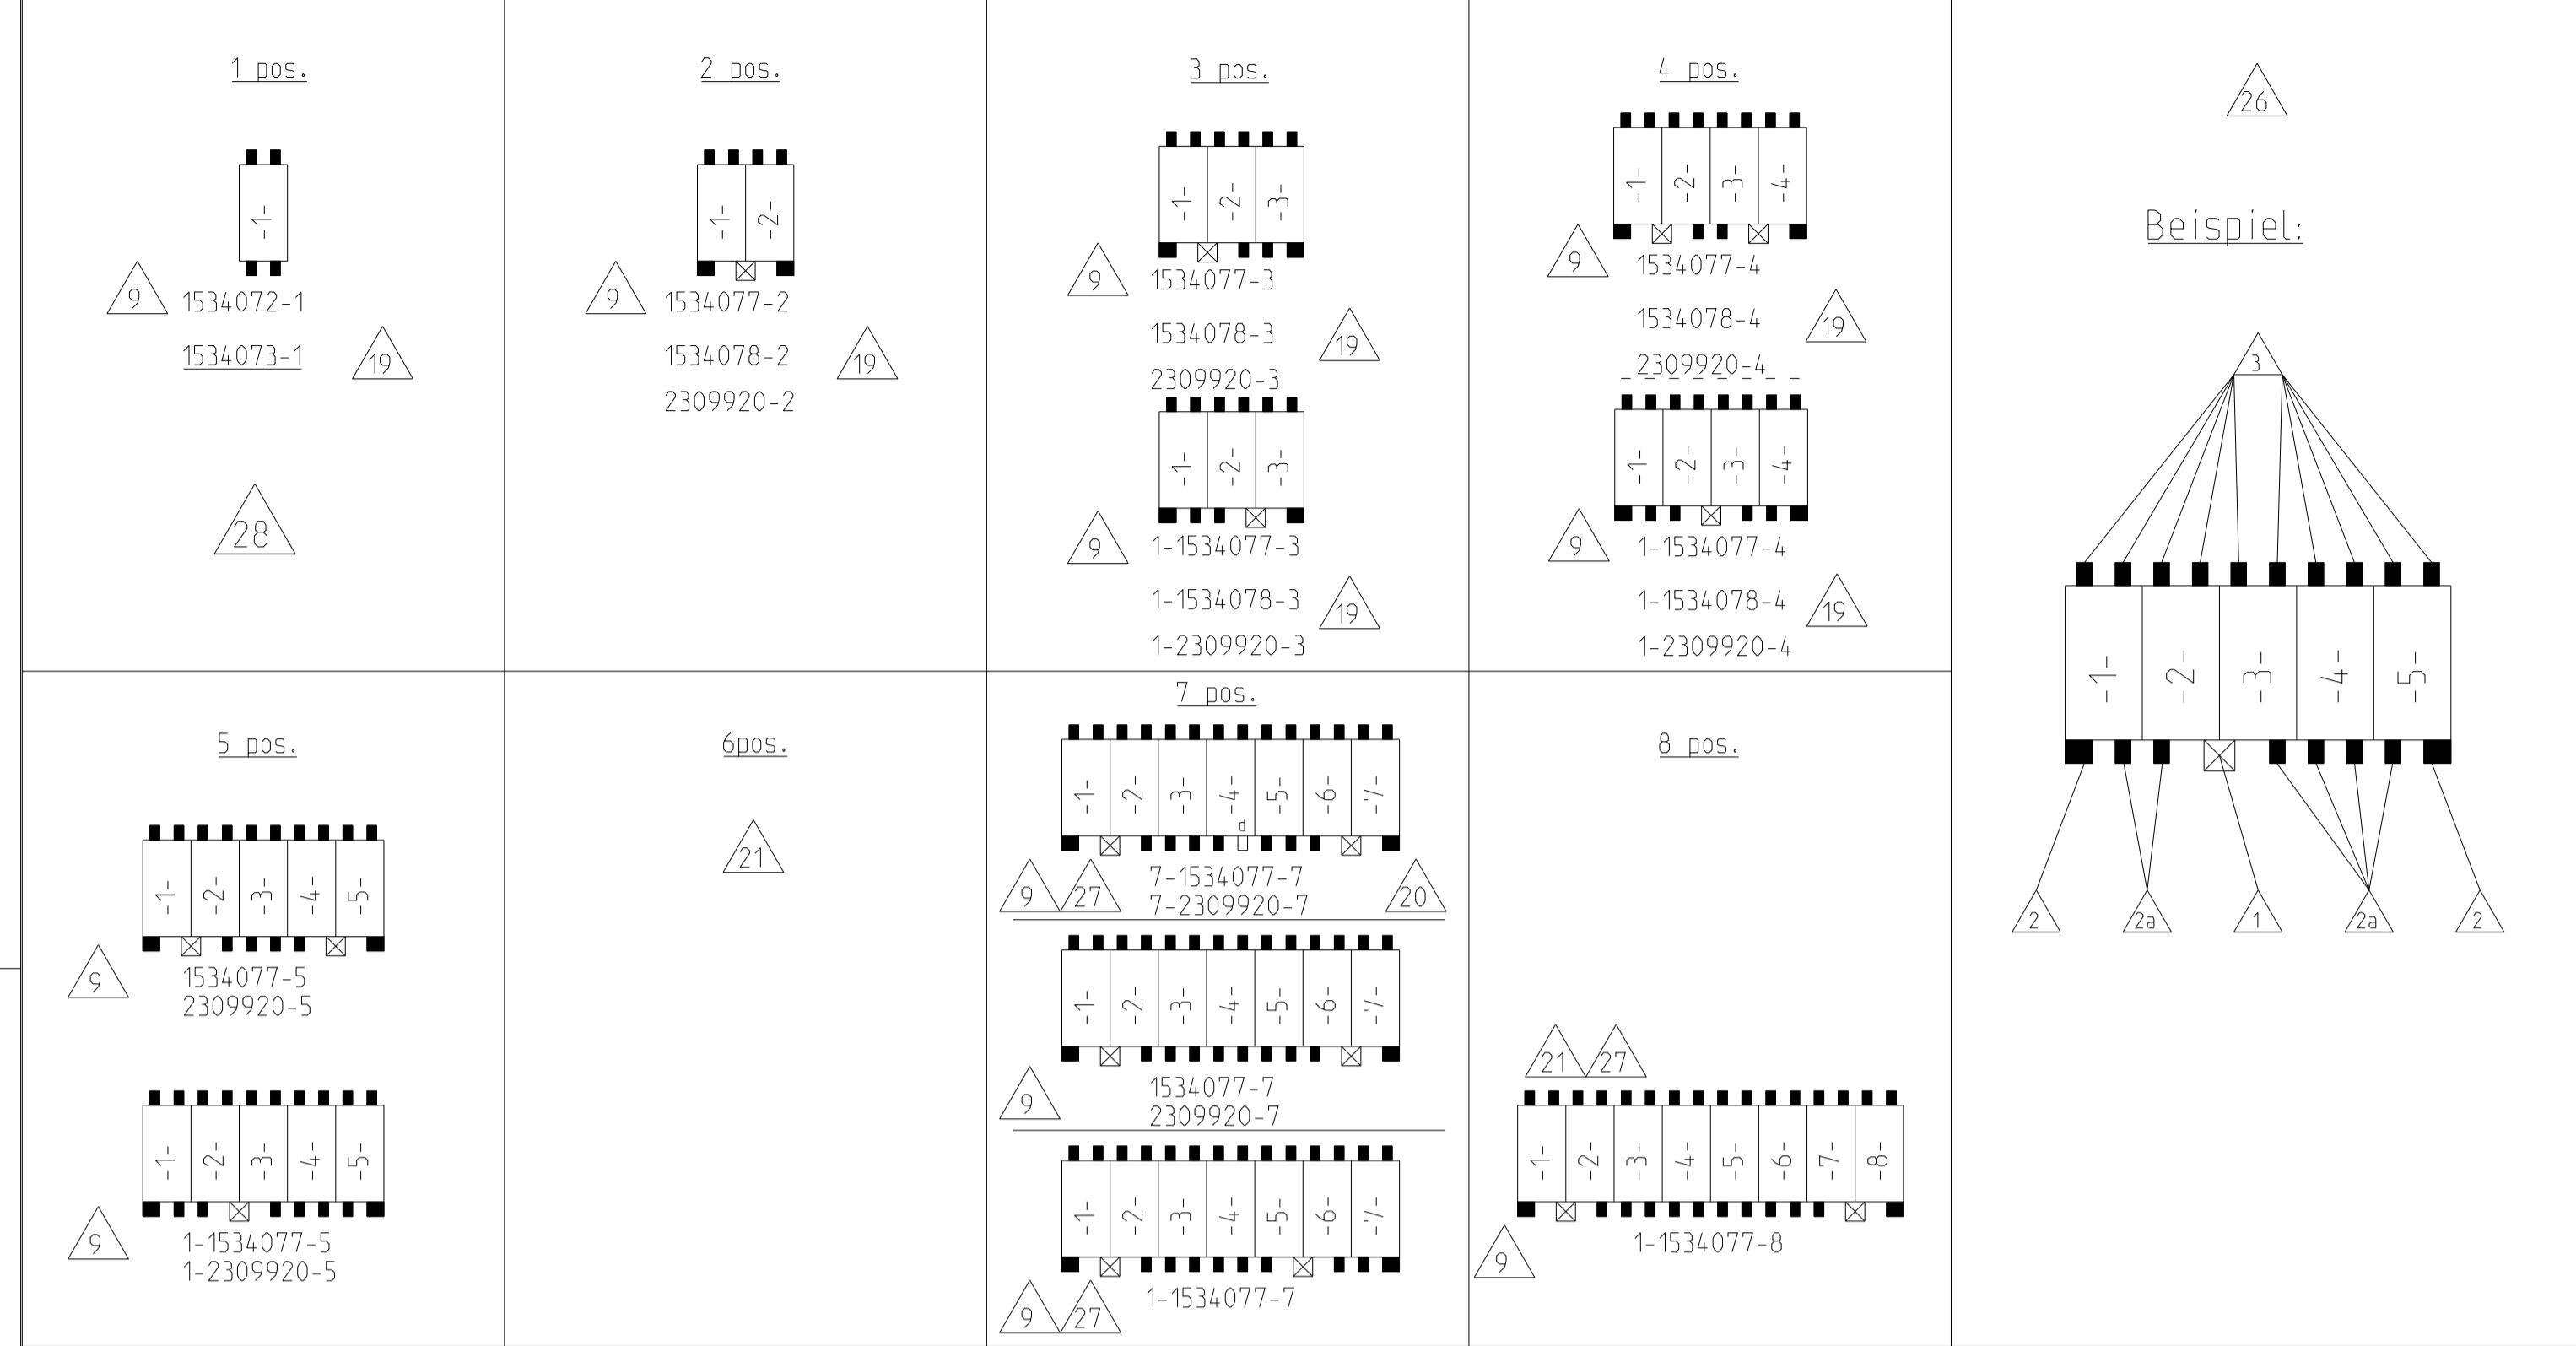 1 pos.
-1-
9
1534072-1
1534073-1
19
28
2 pos.
-1- -2-
9
1534077-2
1534078-2
19
2309920-2
3 pos.
-1- -2- -3-
9
1534077-3
1534078-3
19
2309920-3
-1- -2- -3-
9
1-1534077-3
1-1534078-3
19
1-2309920-3
4 pos.
-1- -2- -3- -4-
9
1534077-4
1534078-4
19
2309920-4
-1- -2- -3- -4-
9
1-1534077-4
1-1534078-4
19
1-2309920-4
26
Beispiel:
3
-1- -2- -3- -4- -5-
2 2a 1 2a 2
5 pos.
-1- -2- -3- -4- -5-
9
1534077-5
2309920-5
-1- -2- -3- -4- -5-
9
1-1534077-5
1-2309920-5
6pos.
21
7 pos.
-1- -2- -3- -4- -5- -6- -7-
d
9 27
7-1534077-7
20
7-2309920-7
-1- -2- -3- -4- -5- -6- -7-
9
1534077-7
2309920-7
-1- -2- -3- -4- -5- -6- -7-
9 27
1-1534077-7
8 pos.
21 27
-1- -2- -3- -4- -5- -6- -7- -8-
9
1-1534077-8